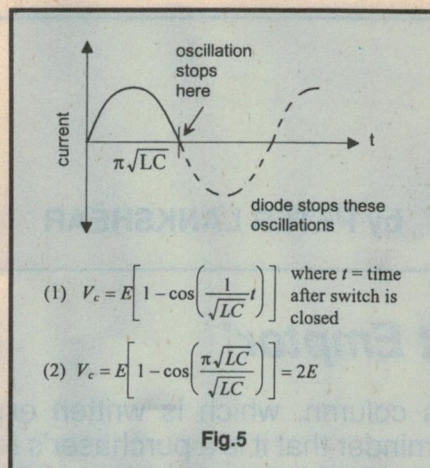 oscillation
stops
here
current
t
π√LC
diode stops these
oscillations
(1) V_c = E[1 − cos(1/√LC t)] where t = time
after switch is
closed
(2) V_c = E[1 − cos(π√LC/√LC)] = 2E
Fig.5